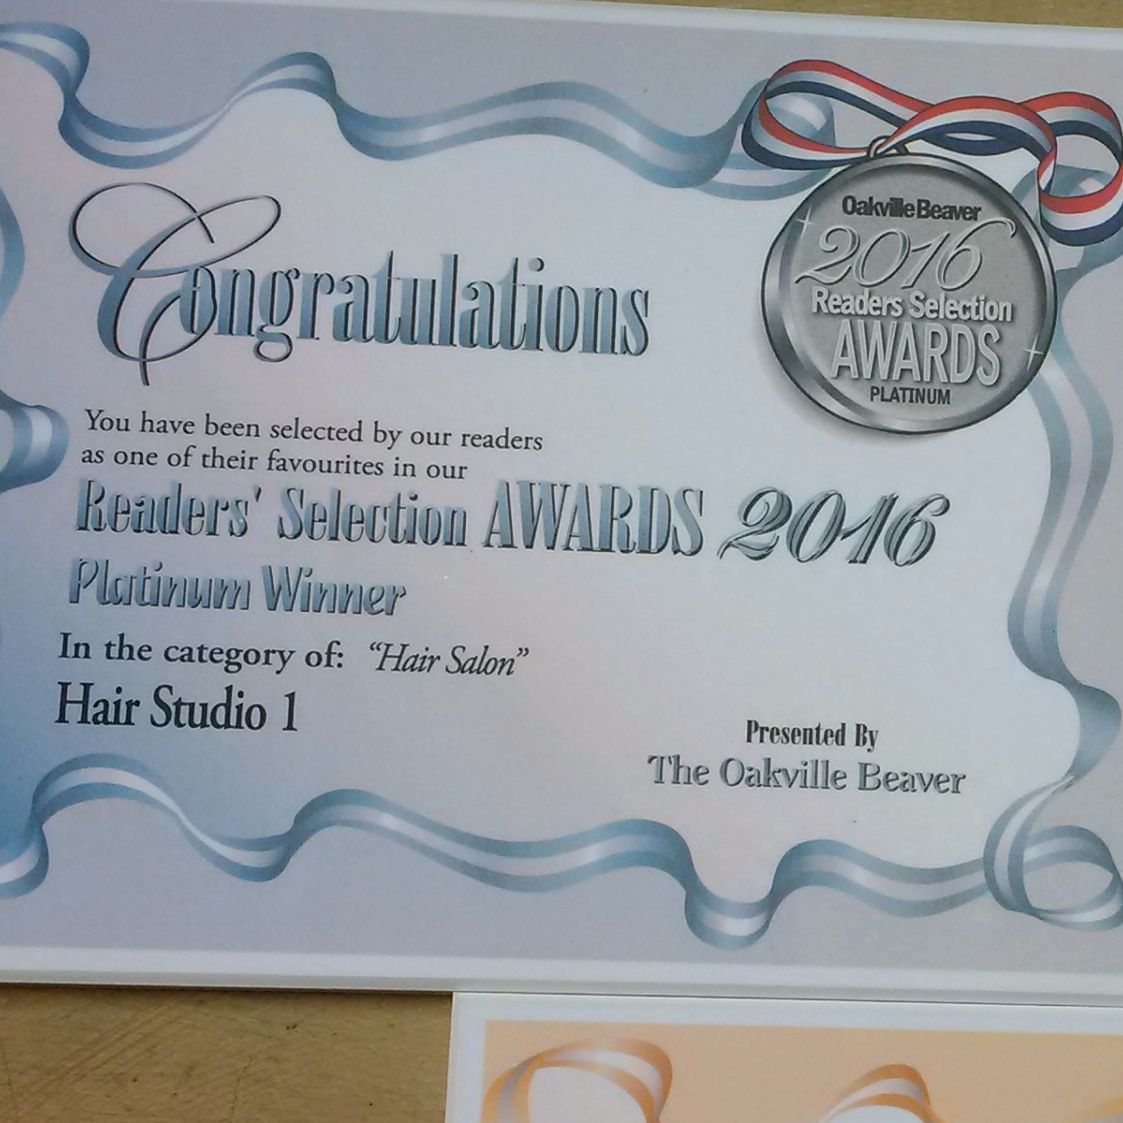 Oakville Beaver
2016
Readers Selection
AWARDS
PLATINUM
Congratulations
You have been selected by our readers
as one of their favourites in our
Readers' Selection AWARDS 2016
Platinum Winner
In the category of: “Hair Salon”
Hair Studio 1
Presented By
The Oakville Beaver